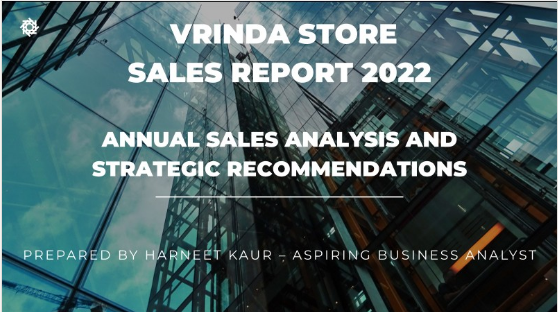 VRINDA STORE
SALES REPORT 2022
ANNUAL SALES ANALYSIS AND
STRATEGIC RECOMMENDATIONS
PREPARED BY HARNEET KAUR – ASPIRING BUSINESS ANALYST